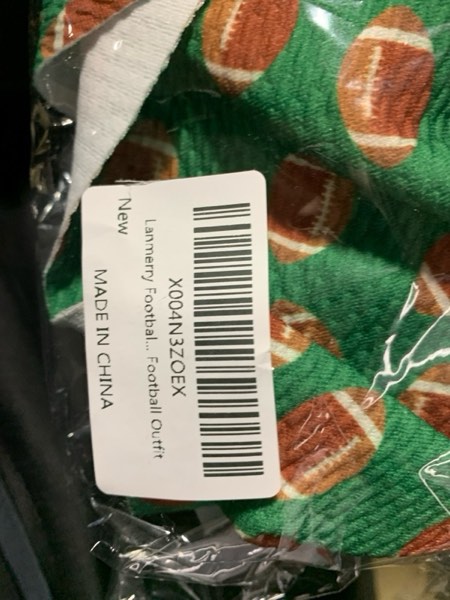 X004N3ZOEX
Lanmerry Footbal... Football Outfit
New
MADE IN CHINA